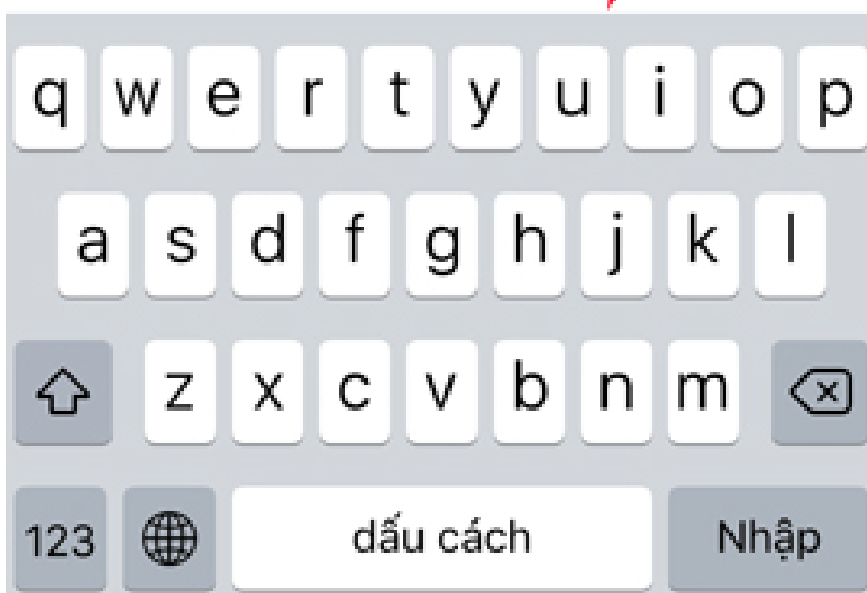 q w e r t y u i o p
a s d f g h j k l
z x c v b n m
123 dấu cách Nhập